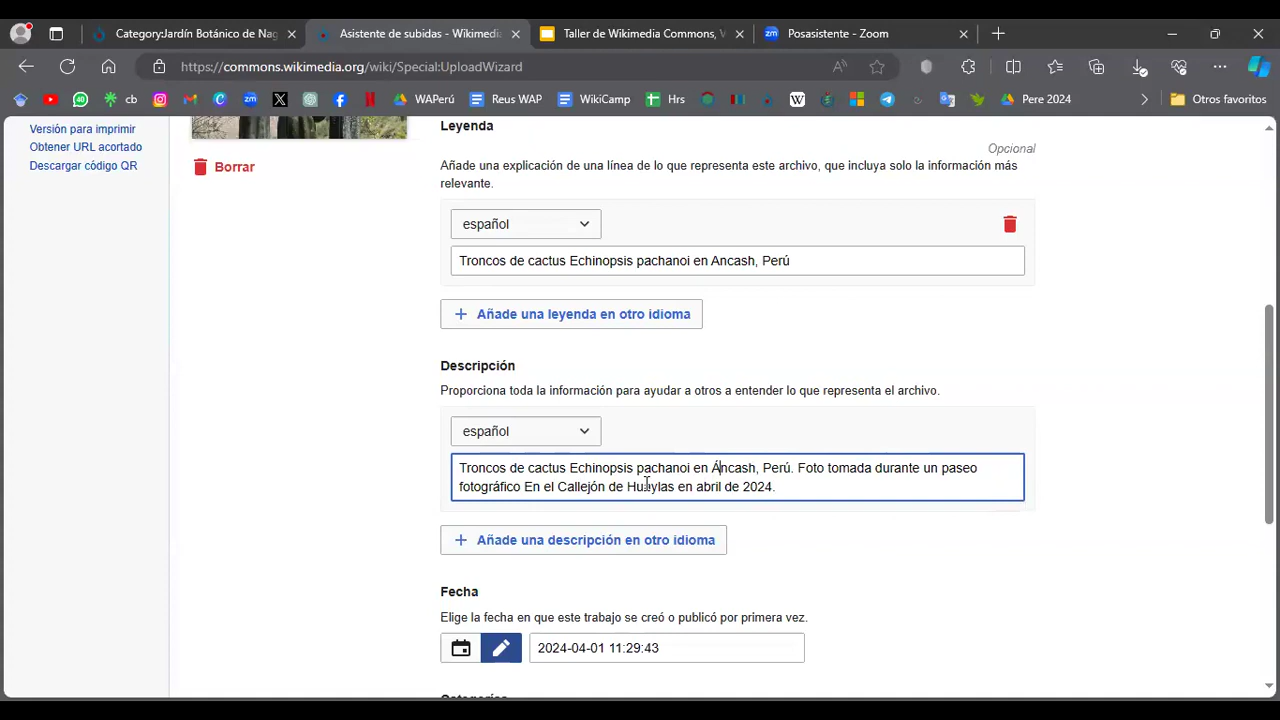 CategoryJardín Botánico de Nag
Asistente de subidas - Wikimedia
Taller de Wikimedia Commons, V
Posasistente - Zoom
https://commons.wikimedia.org/wiki/Special:UploadWizard
cb
WAPerú
Reus WAP
WikiCamp
Hrs
Pere 2024
Otros favoritos
Versión para imprimir
Obtener URL acortado
Descargar código QR
Borrar
Leyenda
Opcional
Añade una explicación de una línea de lo que representa este archivo, que incluya solo la información más
relevante.
español
Troncos de cactus Echinopsis pachanoi en Ancash, Perú
+ Añade una leyenda en otro idioma
Descripción
Proporciona toda la información para ayudar a otros a entender lo que representa el archivo.
español
Troncos de cactus Echinopsis pachanoi en Áncash, Perú. Foto tomada durante un paseo
fotográfico En el Callejón de Huaylas en abril de 2024.
+ Añade una descripción en otro idioma
Fecha
Elige la fecha en que este trabajo se creó o publicó por primera vez.
2024-04-01 11:29:43
Categorías